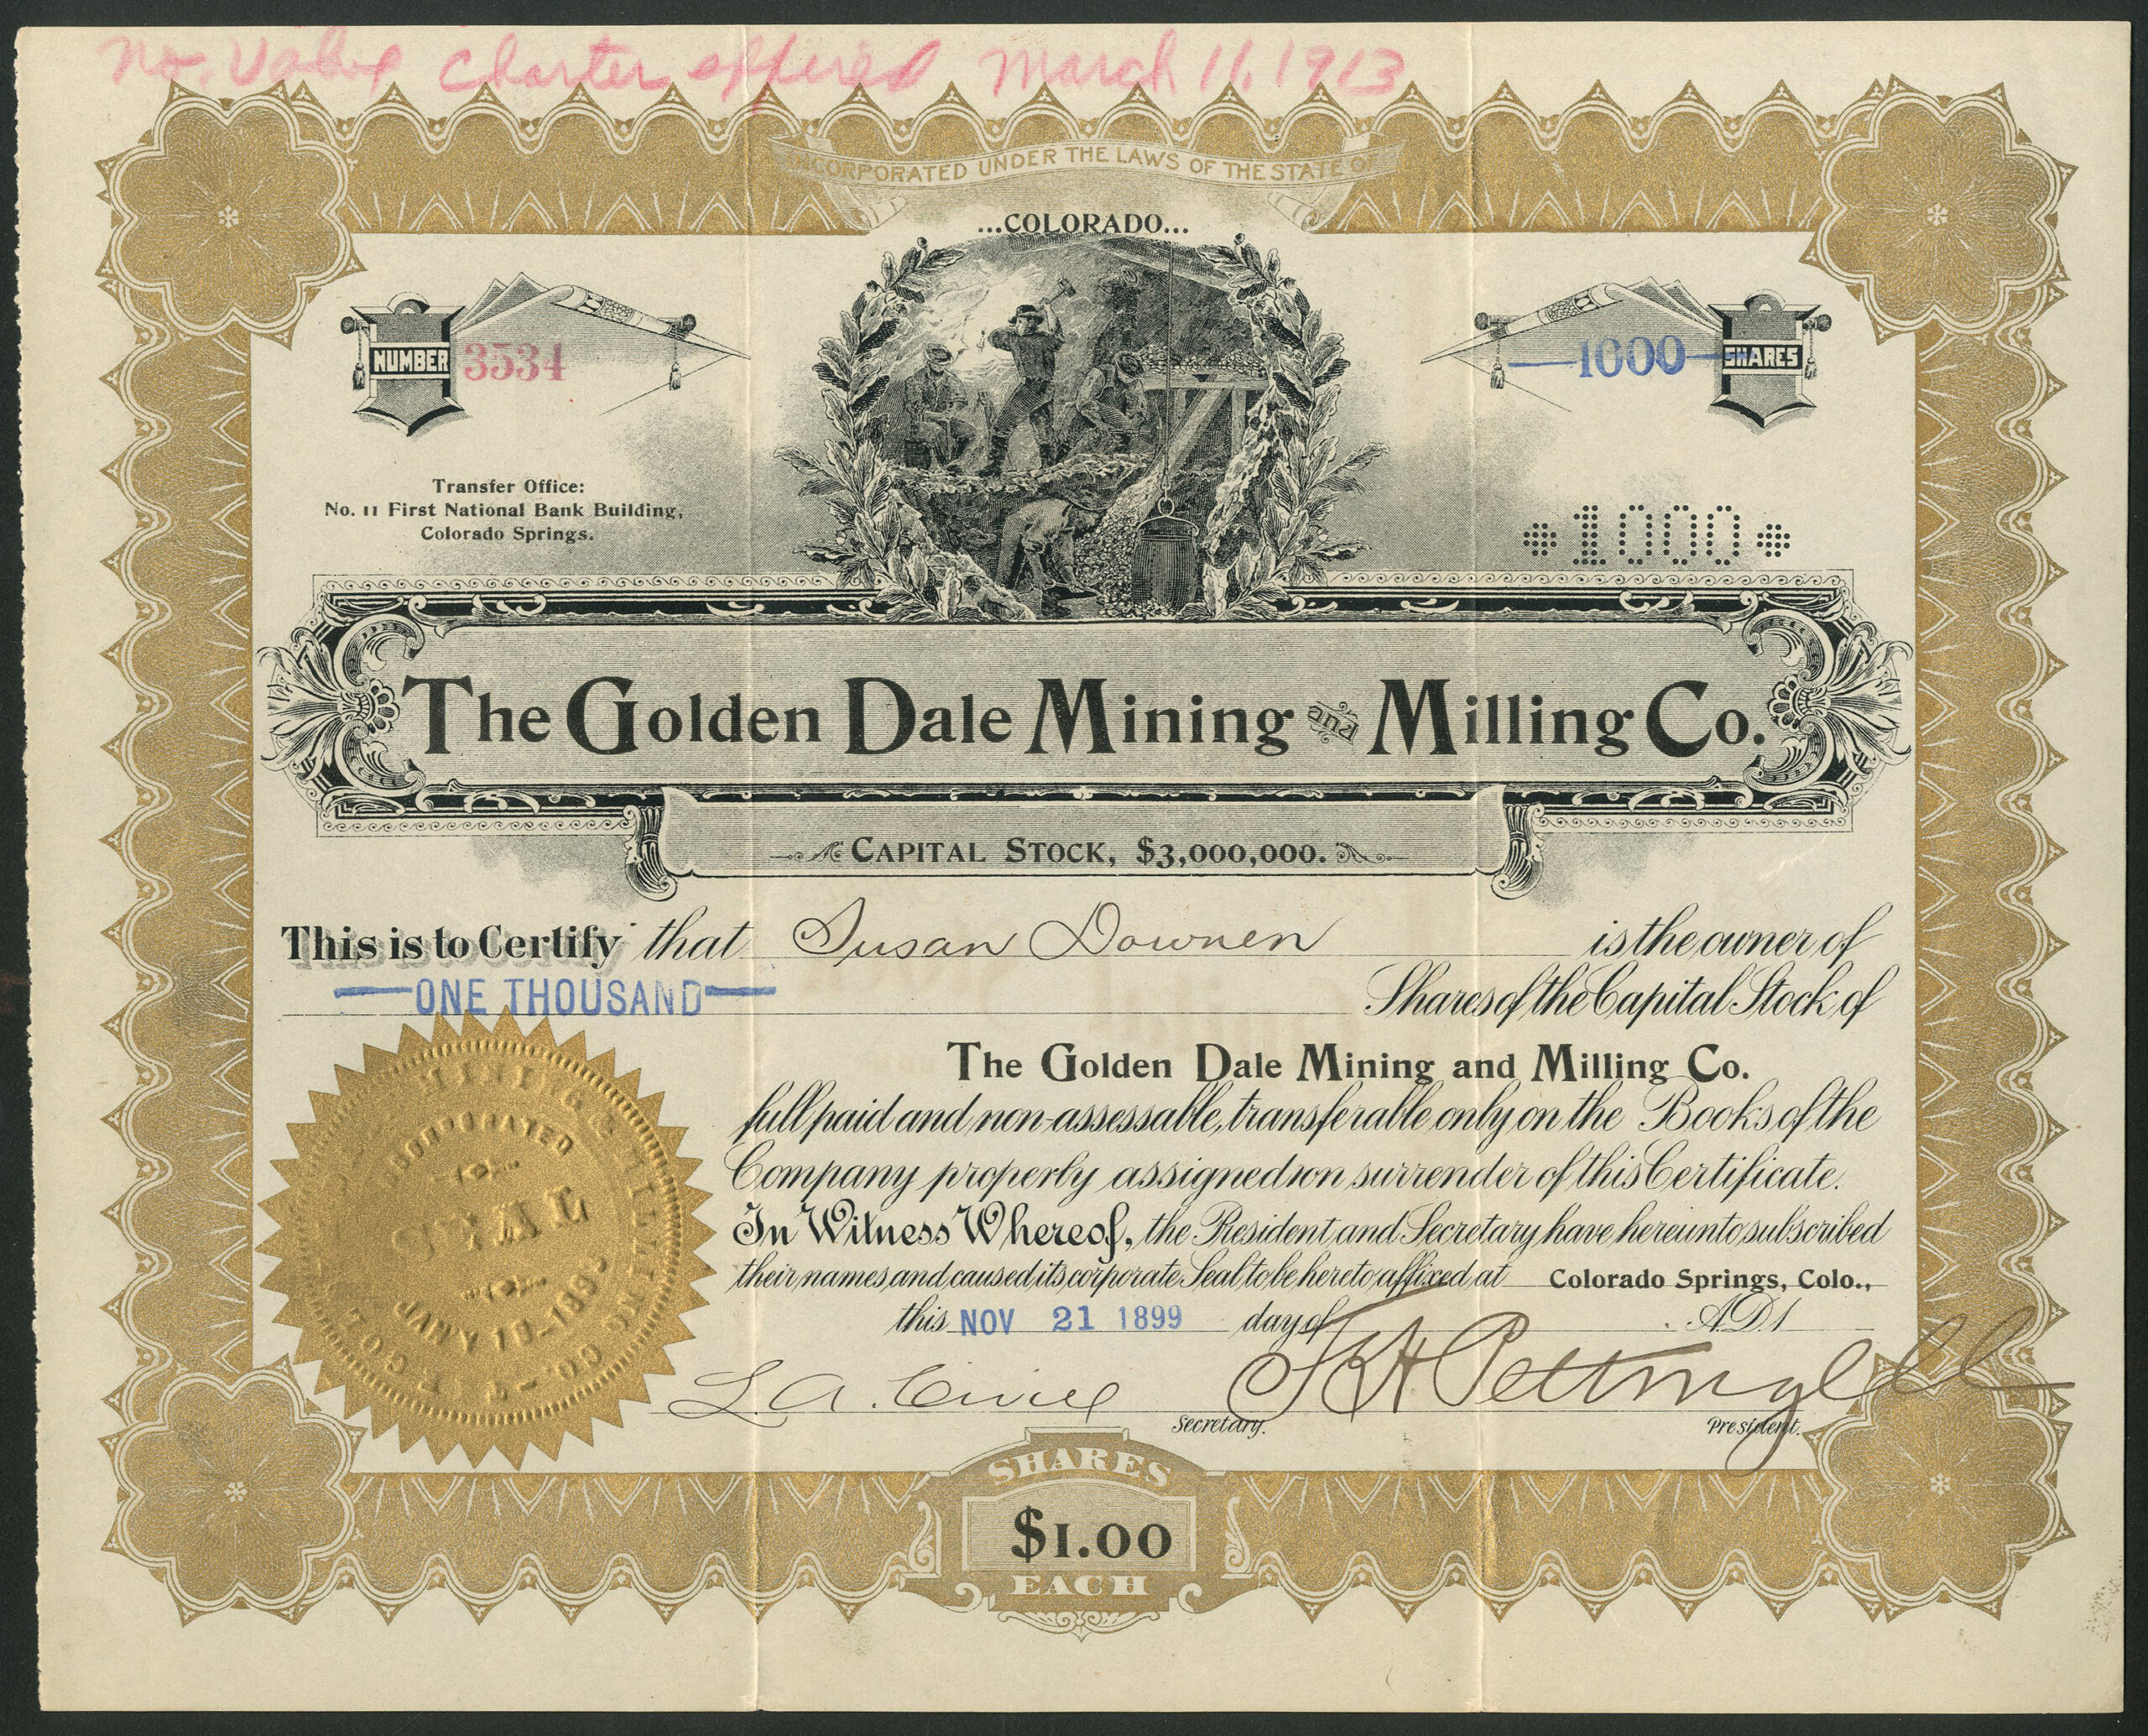 No. Value Charter expired March 11, 1913
INCORPORATED UNDER THE LAWS OF THE STATE OF
...COLORADO...
NUMBER 3534
—1000— SHARES
Transfer Office:
No. 11 First National Bank Building,
Colorado Springs.
1000
The Golden Dale Mining and Milling Co.
CAPITAL STOCK, $3,000,000.
This is to Certify that Susan Downen is the owner of
—ONE THOUSAND— Shares of the Capital Stock of
The Golden Dale Mining and Milling Co.
full paid and non-assessable, transferable only on the Books of the
Company properly assigned on surrender of this Certificate.
In Witness Whereof, the President and Secretary have hereunto subscribed
their names and caused its corporate Seal to be hereto affixed at Colorado Springs, Colo.,
this NOV 21 1899 day of A.D. 1
INCORPORATED
SEAL
L. A. Pettingell
Secretary. President.
SHARES
$1.00
EACH